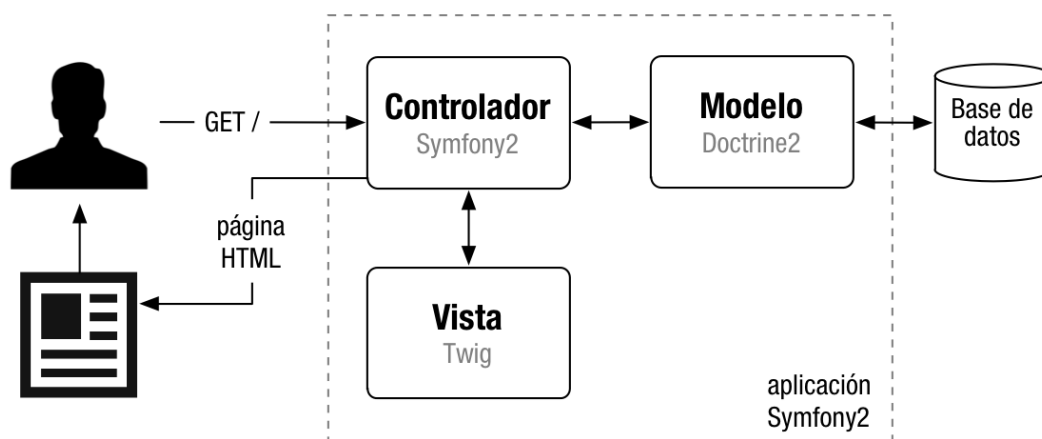 GET /
Controlador
Symfony2
Modelo
Doctrine2
Base de
datos
página
HTML
Vista
Twig
aplicación
Symfony2